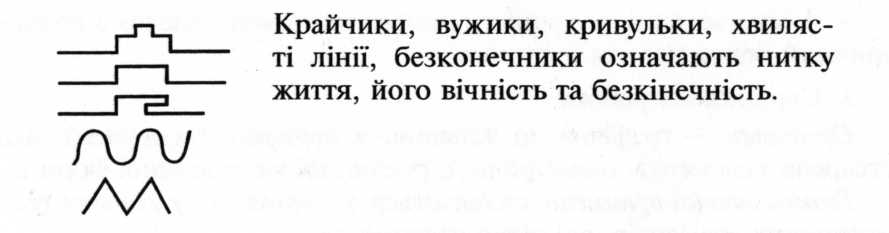 Крайчики, вужики, кривульки, хвиляс-
ті лінії, безконечники означають нитку
життя, його вічність та безкінечність.